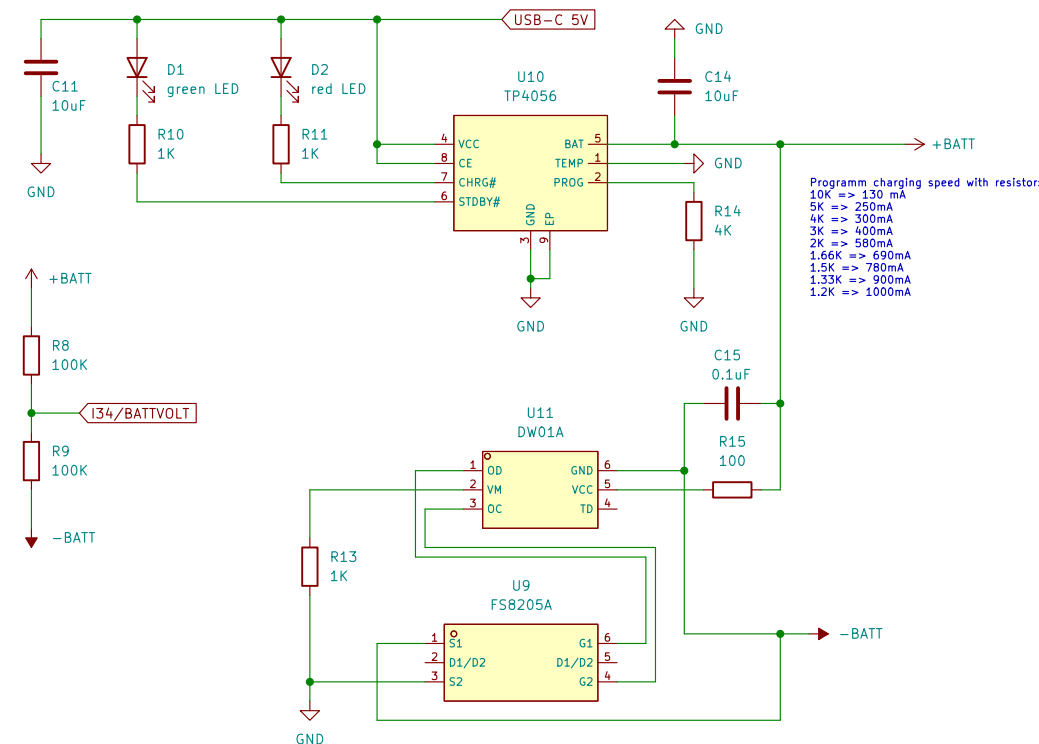 USB-C 5V
GND
D1
green LED
D2
red LED
U10
TP4056
C14
10uF
C11
10uF
R10
1K
R11
1K
4 VCC
8 CE
7 CHRG#
6 STDBY#
BAT 5
TEMP 1
PROG 2
GND 3
EP 9
+BATT
GND
GND
R14
4K
Programm charging speed with resistor:
10K => 130 mA
5K => 250mA
4K => 300mA
3K => 400mA
2K => 580mA
1.66K => 690mA
1.5K => 780mA
1.33K => 900mA
1.2K => 1000mA
GND
GND
+BATT
R8
100K
I34/BATTVOLT
R9
100K
-BATT
C15
0.1uF
U11
DW01A
R15
100
1 OD
2 VM
3 OC
GND 6
VCC 5
TD 4
R13
1K
U9
FS8205A
1 S1
2 D1/D2
3 S2
G1 6
D1/D2 5
G2 4
-BATT
GND